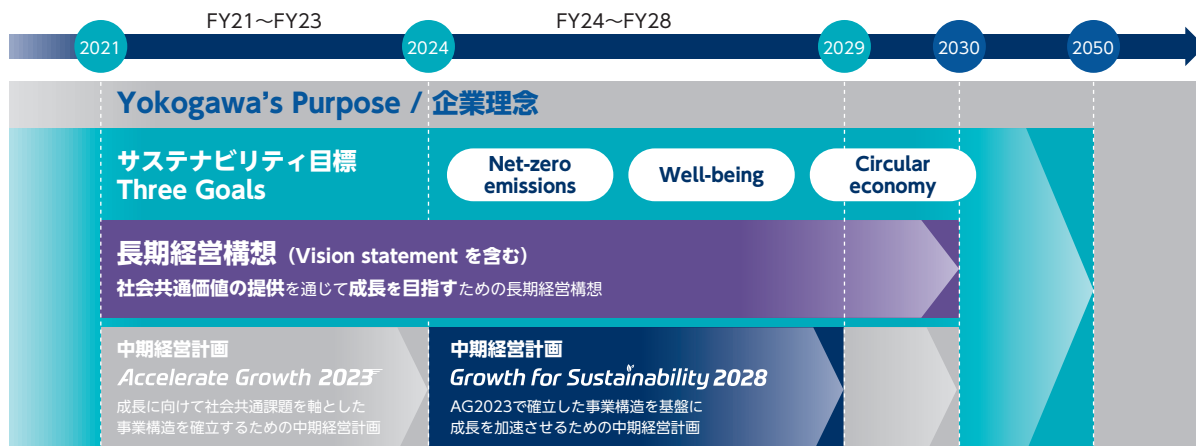 FY21～FY23
FY24～FY28
2021
2024
2029
2030
2050
Yokogawa's Purpose / 企業理念
サステナビリティ目標
Three Goals
Net-zero
emissions
Well-being
Circular
economy
長期経営構想（Vision statement を含む）
社会共通価値の提供を通じて成長を目指すための長期経営構想
中期経営計画
Accelerate Growth 2023
成長に向けて社会共通課題を軸とした
事業構造を確立するための中期経営計画
中期経営計画
Growth for Sustainability 2028
AG2023で確立した事業構造を基盤に
成長を加速させるための中期経営計画